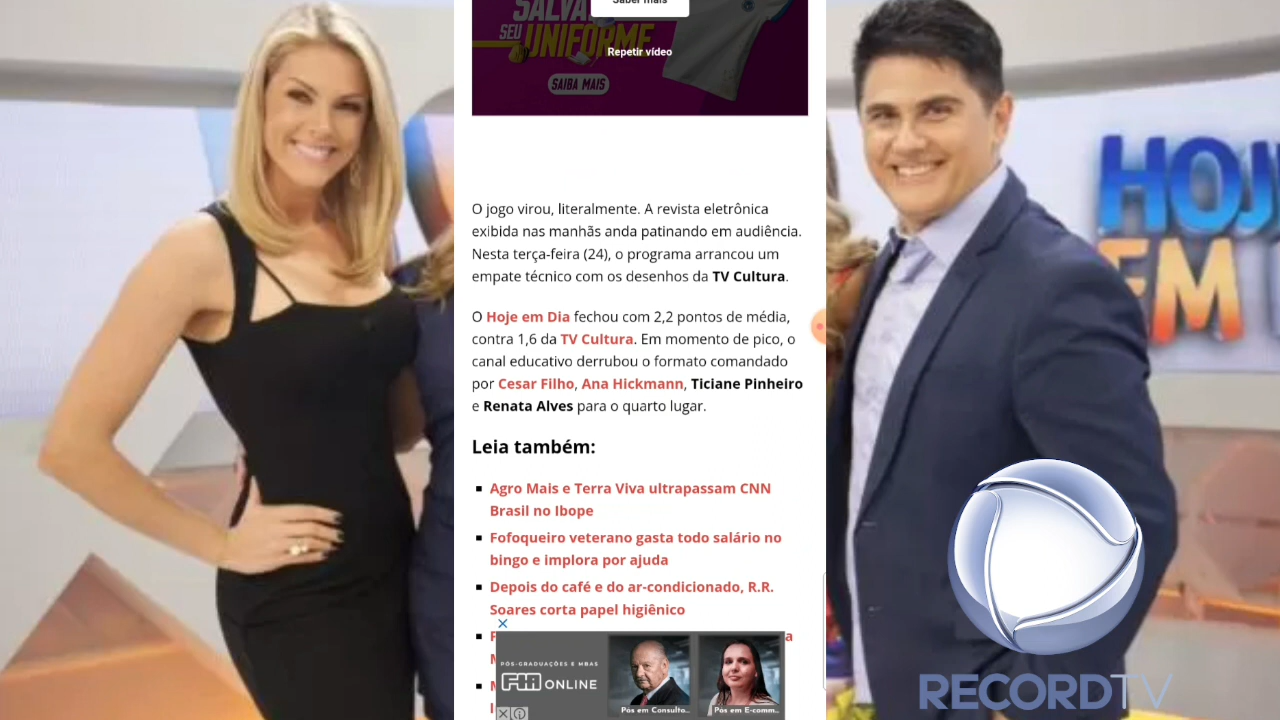 Saber mais
SALVA
SEU
UNIFORME
Repetir vídeo
SAIBA MAIS
O jogo virou, literalmente. A revista eletrônica
exibida nas manhãs anda patinando em audiência.
Nesta terça-feira (24), o programa arrancou um
empate técnico com os desenhos da TV Cultura.
O Hoje em Dia fechou com 2,2 pontos de média,
contra 1,6 da TV Cultura. Em momento de pico, o
canal educativo derrubou o formato comandado
por Cesar Filho, Ana Hickmann, Ticiane Pinheiro
e Renata Alves para o quarto lugar.
Leia também:
Agro Mais e Terra Viva ultrapassam CNN
Brasil no Ibope
Fofoqueiro veterano gasta todo salário no
bingo e implora por ajuda
Depois do café e do ar-condicionado, R.R.
Soares corta papel higiênico
PÓS-GRADUAÇÕES E MBAS
FIA ONLINE
Pós em Consulto...
Pós em E-comm...
HOJ
EM
RECORDTV